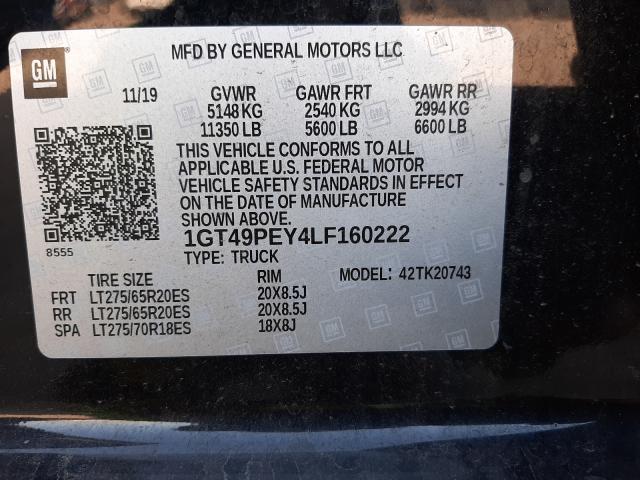 GM
MFD BY GENERAL MOTORS LLC
11/19 GVWR GAWR FRT GAWR RR
5148 KG 2540 KG 2994 KG
11350 LB 5600 LB 6600 LB
THIS VEHICLE CONFORMS TO ALL
APPLICABLE U.S. FEDERAL MOTOR
VEHICLE SAFETY STANDARDS IN EFFECT
ON THE DATE OF MANUFACTURE
SHOWN ABOVE.
8555
1GT49PEY4LF160222
TYPE: TRUCK
TIRE SIZE RIM MODEL: 42TK20743
FRT LT275/65R20ES 20X8.5J
RR LT275/65R20ES 20X8.5J
SPA LT275/70R18ES 18X8J